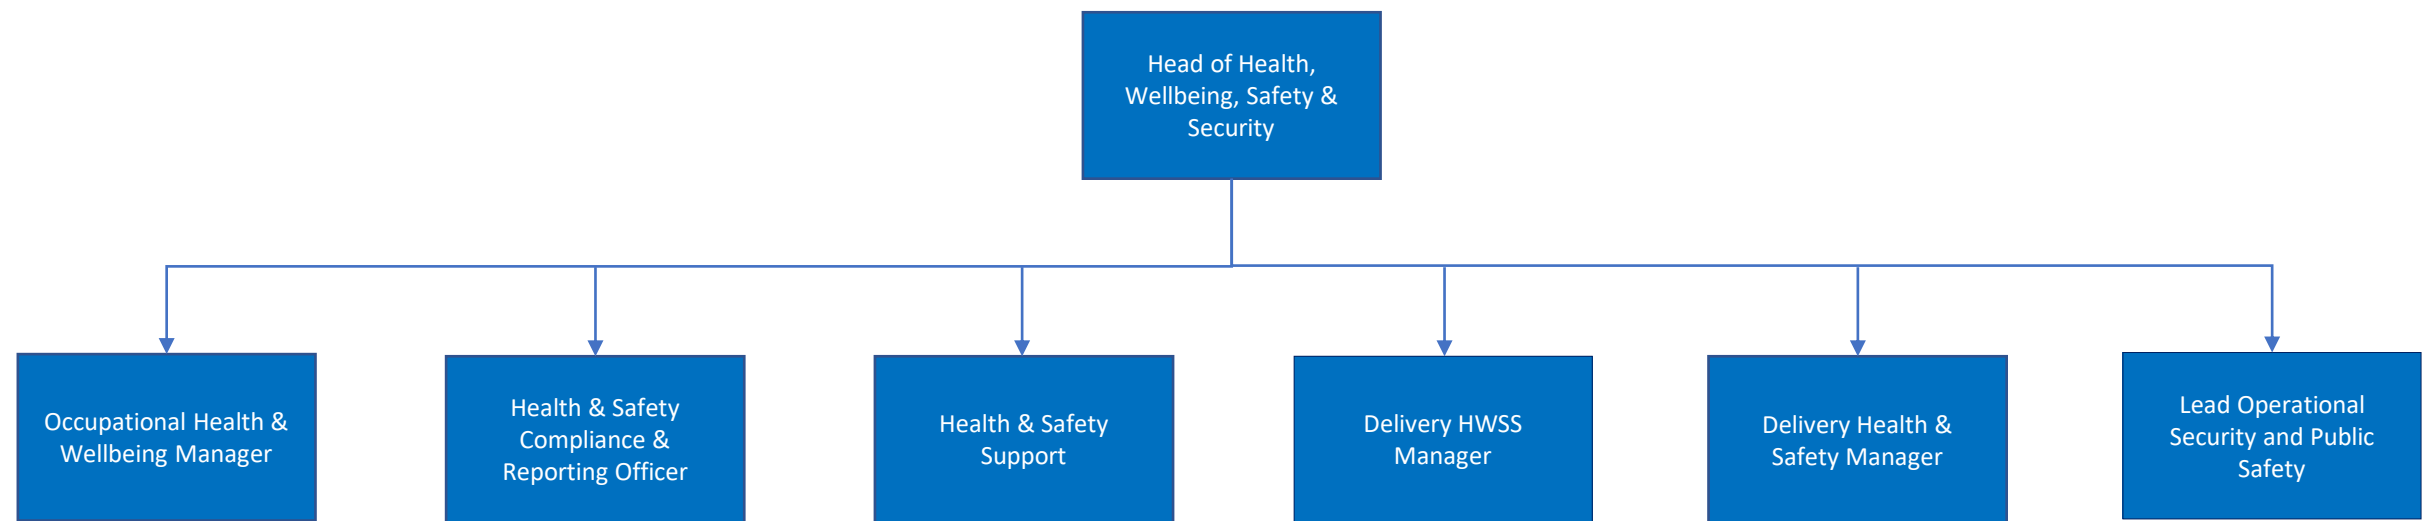 Head of Health,
Wellbeing, Safety &
Security
Occupational Health &
Wellbeing Manager
Health & Safety
Compliance &
Reporting Officer
Health & Safety
Support
Delivery HWSS
Manager
Delivery Health &
Safety Manager
Lead Operational
Security and Public
Safety